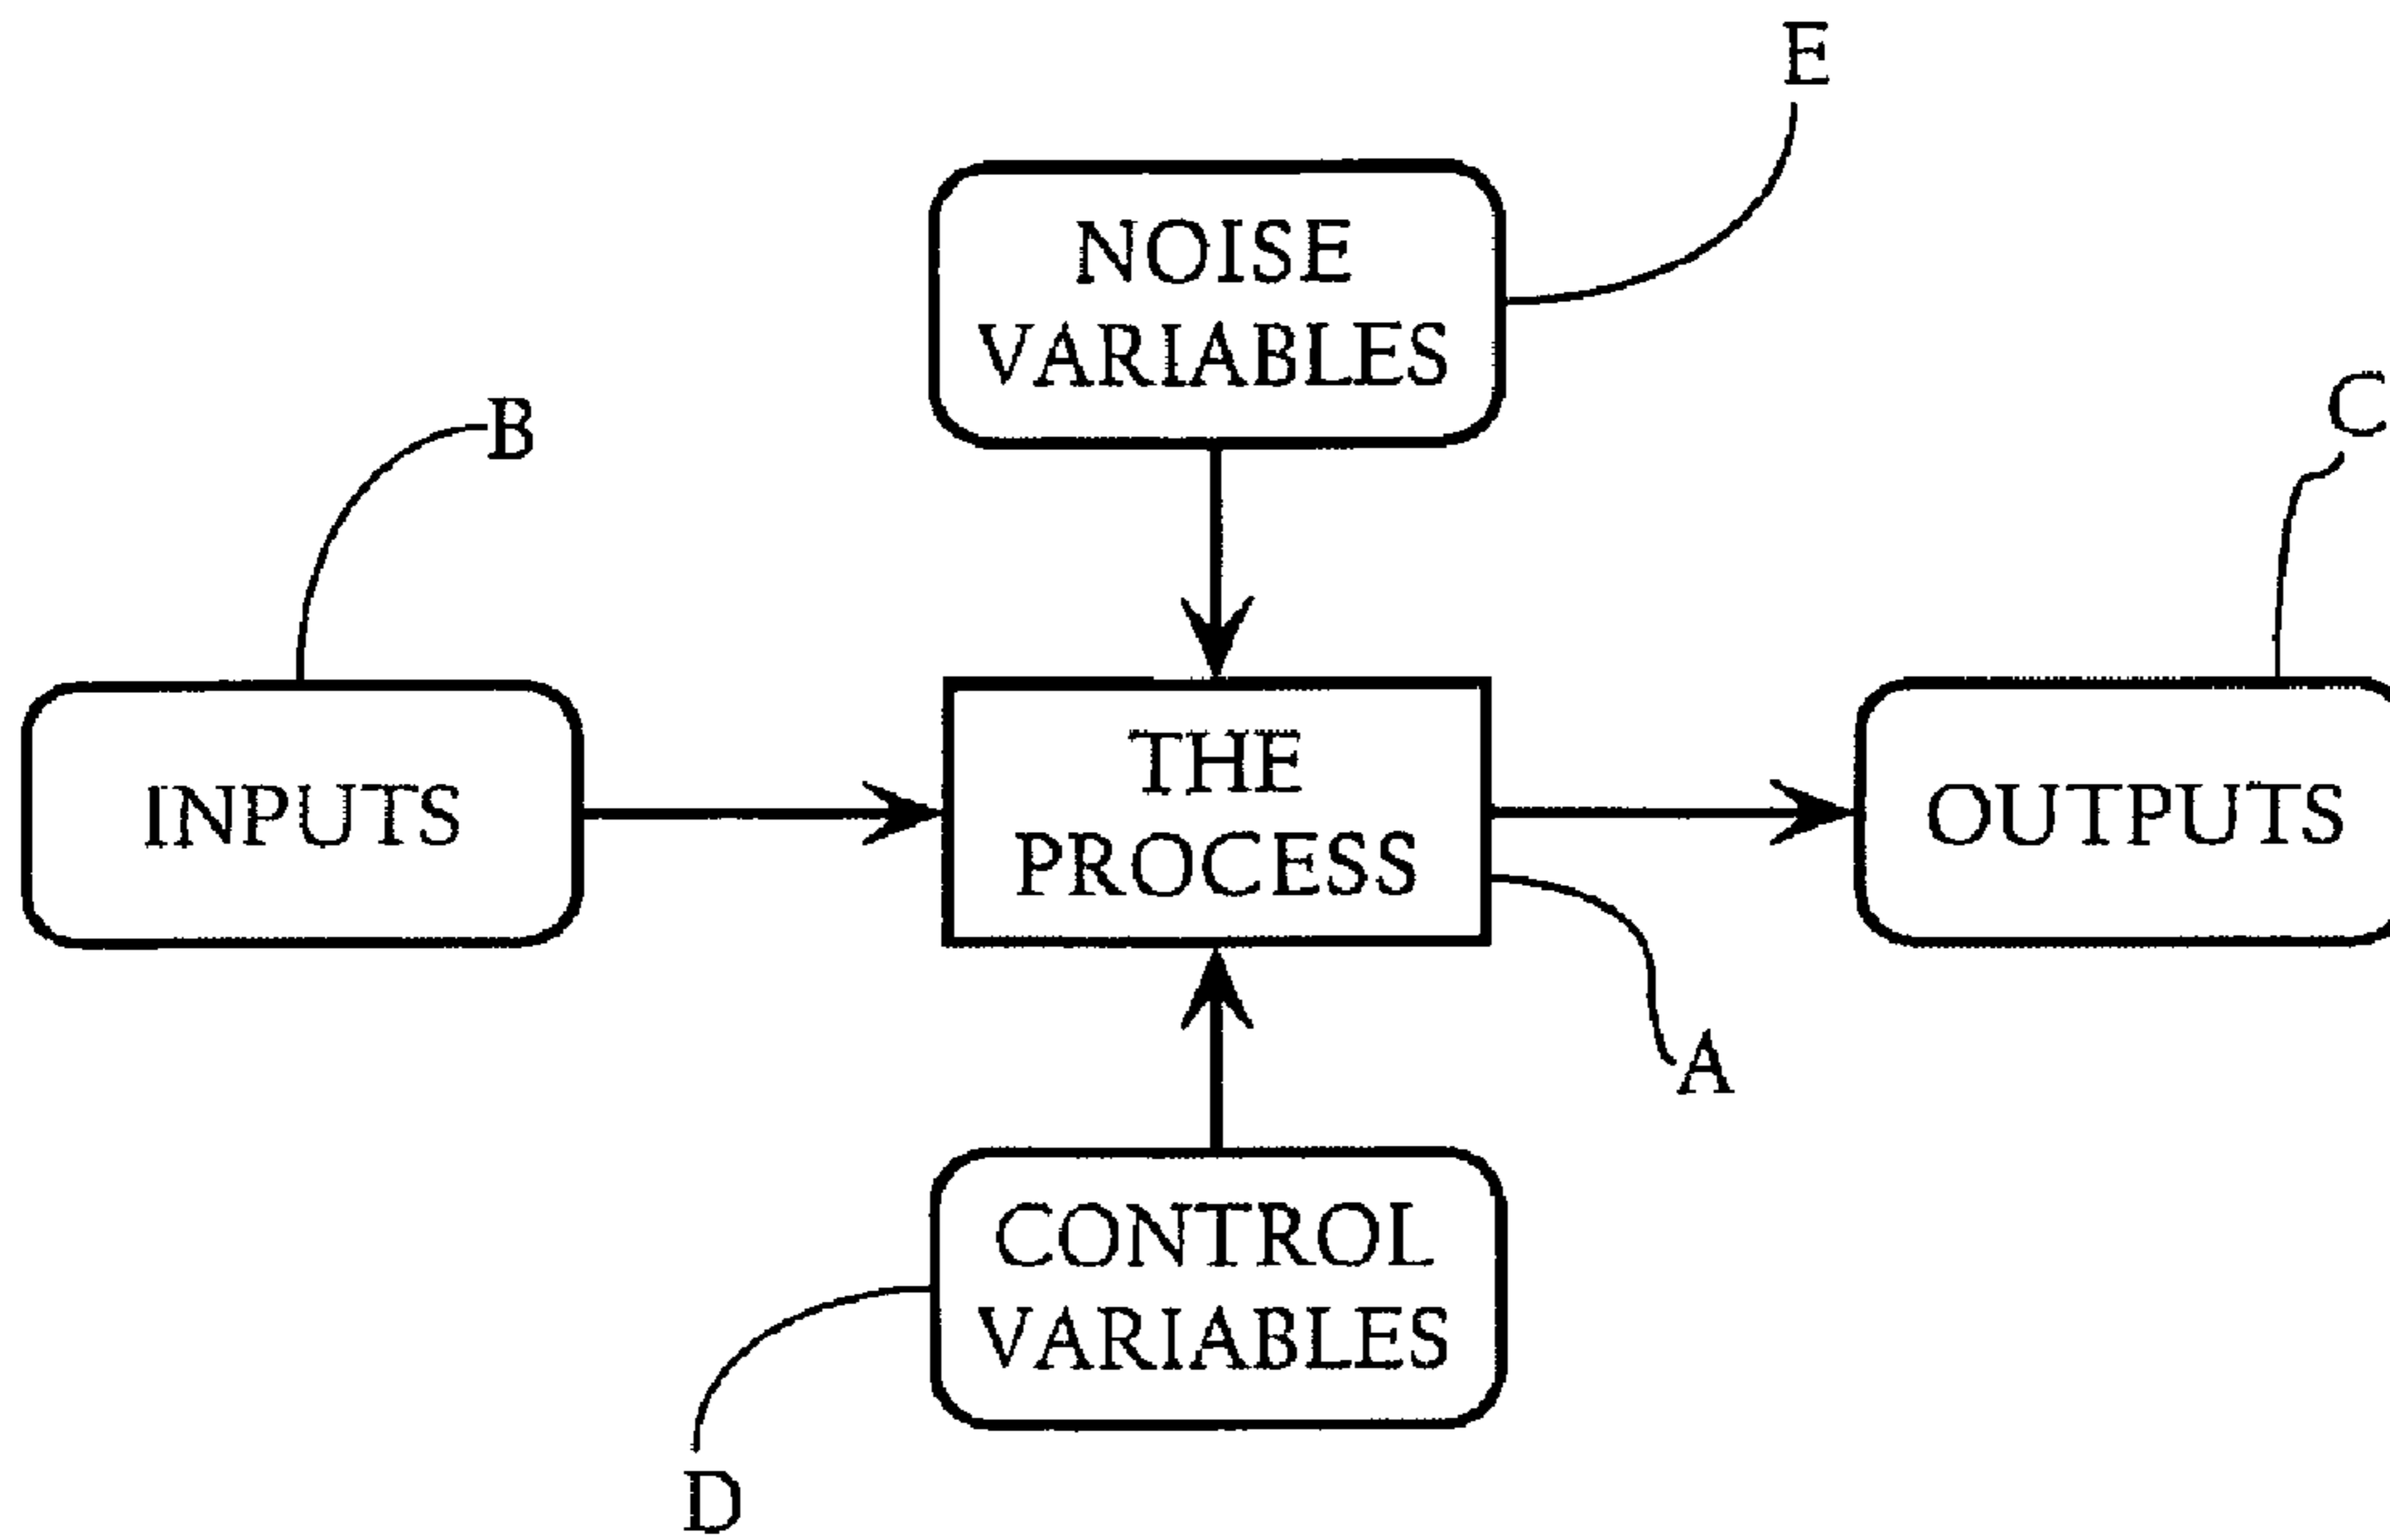 E
NOISE
VARIABLES
C
B
THE
PROCESS
INPUTS
OUTPUTS
A
CONTROL
VARIABLES
D